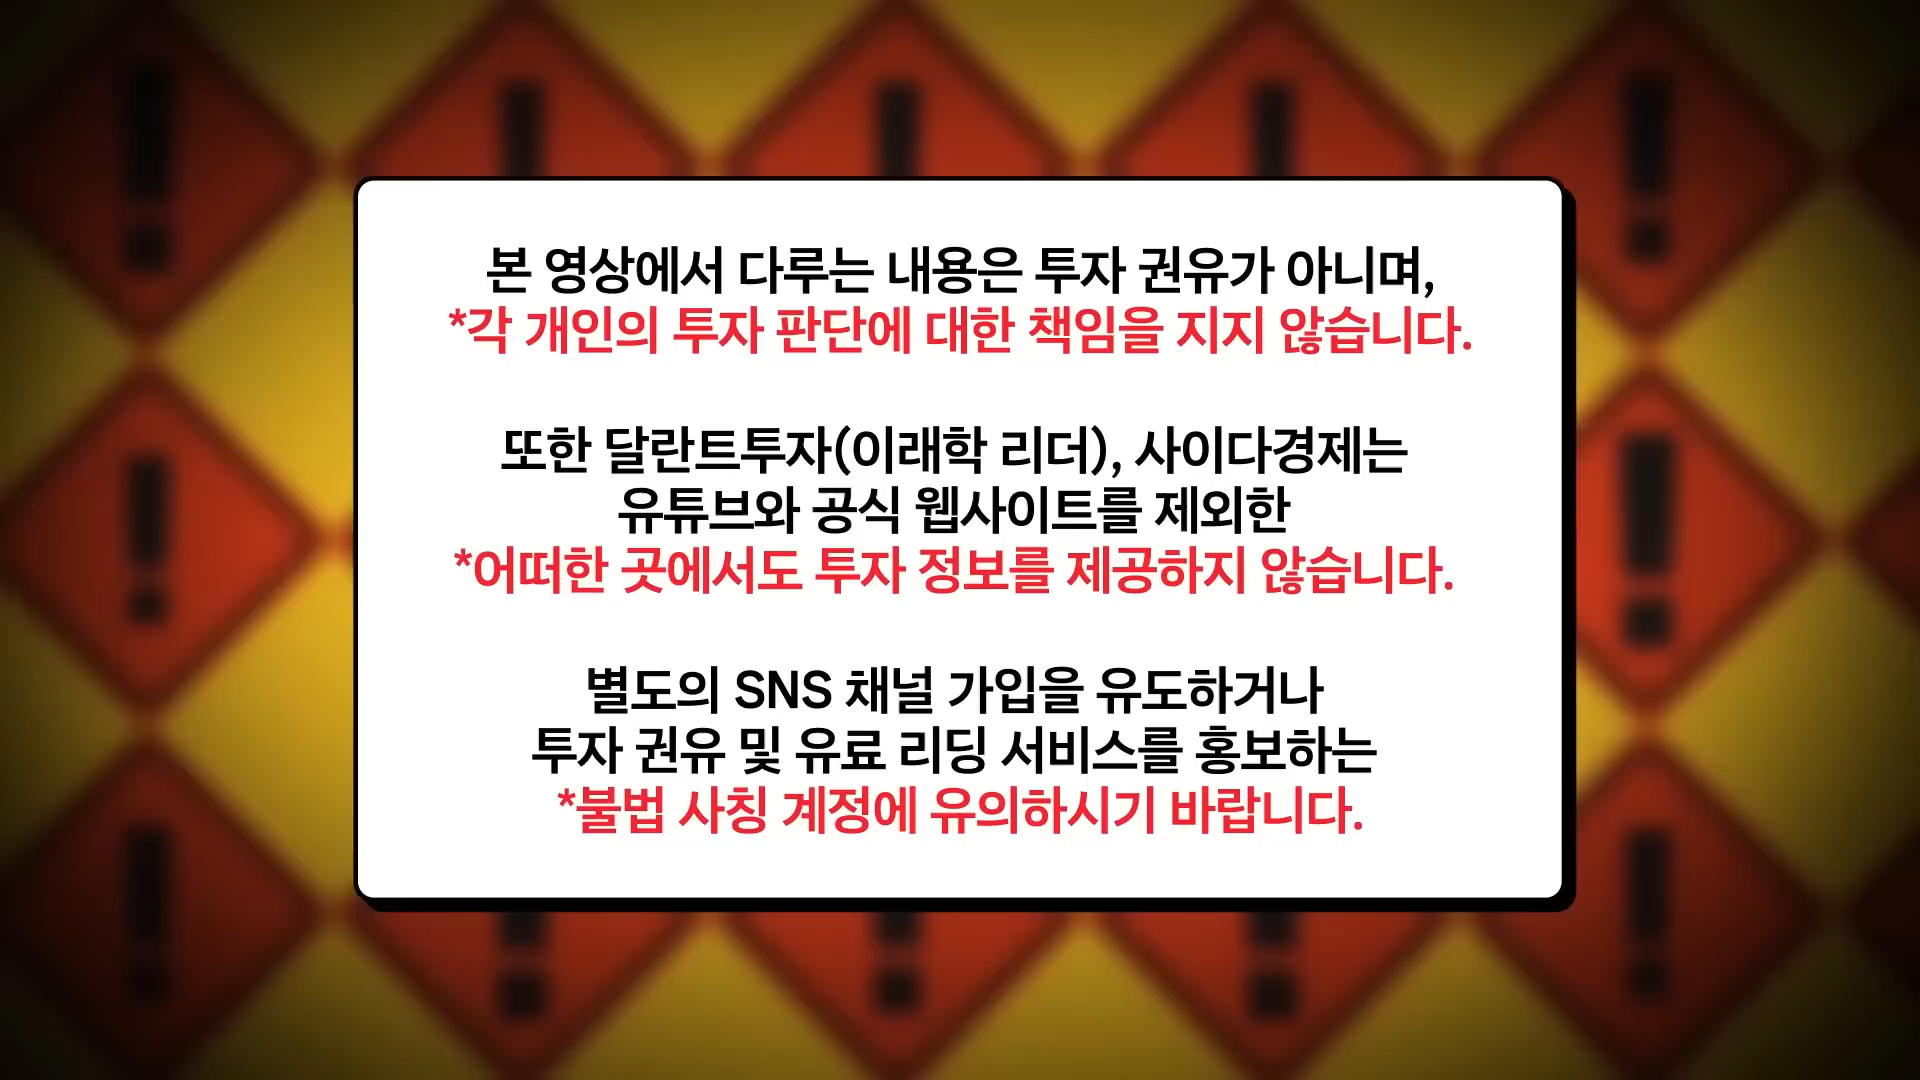 본 영상에서 다루는 내용은 투자 권유가 아니며,
*각 개인의 투자 판단에 대한 책임을 지지 않습니다.
또한 달란트투자(이래학 리더), 사이다경제는
유튜브와 공식 웹사이트를 제외한
*어떠한 곳에서도 투자 정보를 제공하지 않습니다.
별도의 SNS 채널 가입을 유도하거나
투자 권유 및 유료 리딩 서비스를 홍보하는
*불법 사칭 계정에 유의하시기 바랍니다.